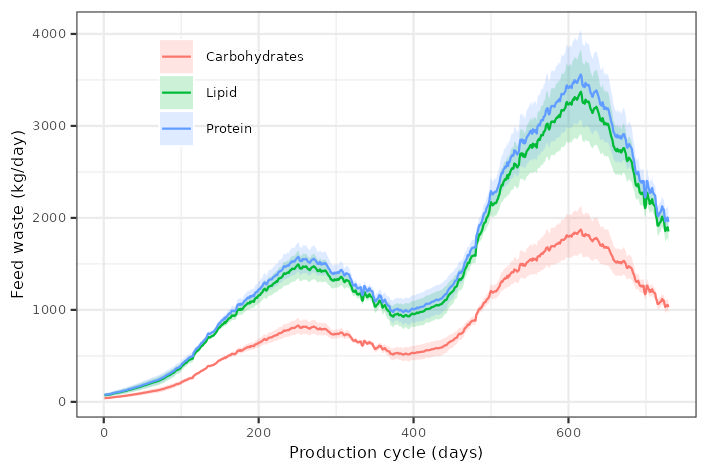 4000
3000
2000
1000
0
Feed waste (kg/day)
Carbohydrates
Lipid
Protein
0 200 400 600
Production cycle (days)